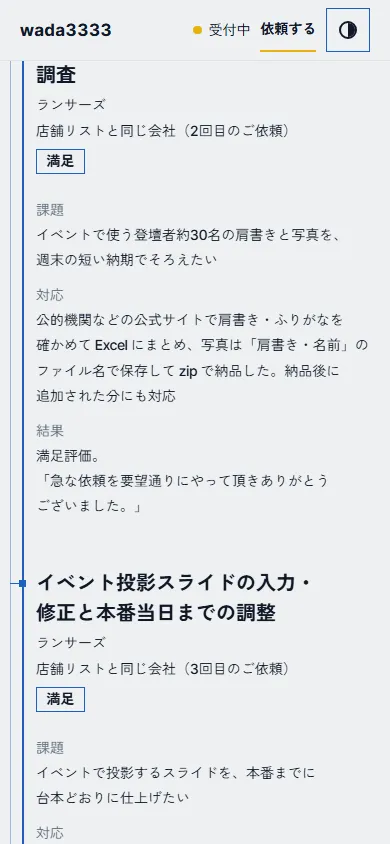 wada3333
受付中
依頼する
調査
ランサーズ
店舗リストと同じ会社（2回目のご依頼）
満足
課題
イベントで使う登壇者約30名の肩書きと写真を、
週末の短い納期でそろえたい
対応
公的機関などの公式サイトで肩書き・ふりがなを
確かめて Excel にまとめ、写真は「肩書き・名前」の
ファイル名で保存して zip で納品した。納品後に
追加された分にも対応
結果
満足評価。
「急な依頼を要望通りにやって頂きありがとう
ございました。」
イベント投影スライドの入力・
修正と本番当日までの調整
ランサーズ
店舗リストと同じ会社（3回目のご依頼）
満足
課題
イベントで投影するスライドを、本番までに
台本どおりに仕上げたい
対応